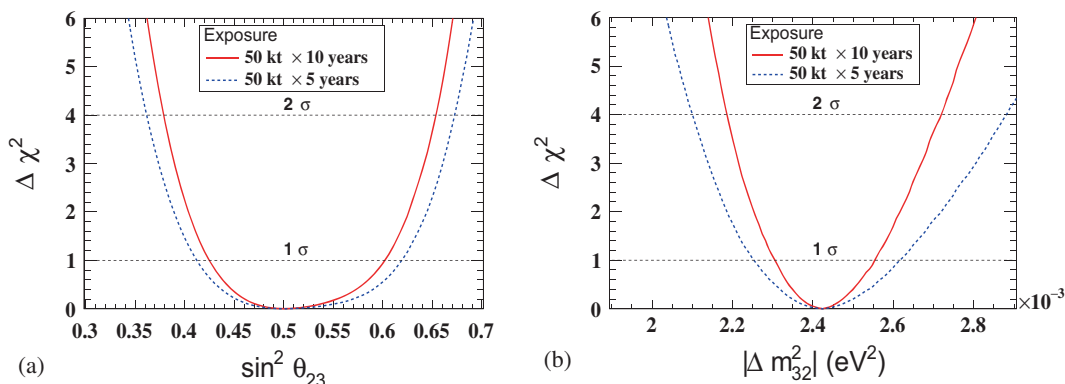 6
5
4
3
2
1
0
Δ χ²
Exposure
50 kt × 10 years
50 kt × 5 years
2 σ
1 σ
0.3 0.35 0.4 0.45 0.5 0.55 0.6 0.65 0.7
(a) sin² θ₂₃
6
5
4
3
2
1
0
Δ χ²
Exposure
50 kt × 10 years
50 kt × 5 years
2 σ
1 σ
×10⁻³
2 2.2 2.4 2.6 2.8
(b) |Δ m²₃₂| (eV²)